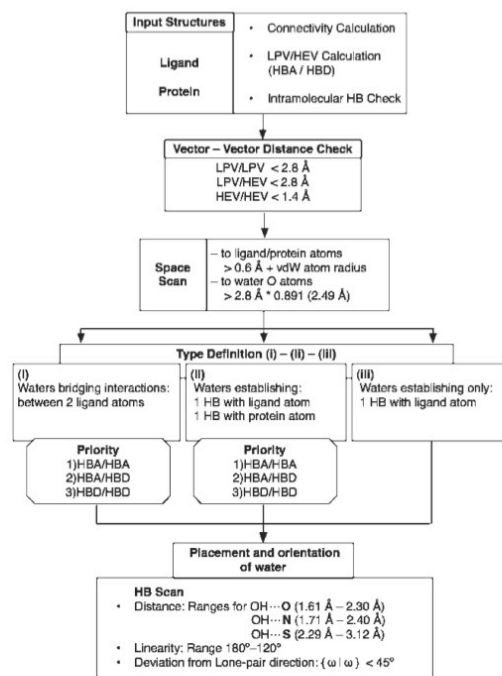 Input Structures
Ligand
Protein
• Connectivity Calculation
• LPV/HEV Calculation
(HBA / HBD)
• Intramolecular HB Check
Vector – Vector Distance Check
LPV/LPV < 2.8 Å
LPV/HEV < 2.8 Å
HEV/HEV < 1.4 Å
Space
Scan
– to ligand/protein atoms
> 0.6 Å + vdW atom radius
– to water O atoms
> 2.8 Å * 0.891 (2.49 Å)
Type Definition (i) – (ii) – (iii)
(i)
Waters bridging interactions:
between 2 ligand atoms
(ii)
Waters establishing:
1 HB with ligand atom
1 HB with protein atom
(iii)
Waters establishing only:
1 HB with ligand atom
Priority
1)HBA/HBA
2)HBA/HBD
3)HBD/HBD
Priority
1)HBA/HBA
2)HBA/HBD
3)HBD/HBD
Placement and orientation
of water
HB Scan
• Distance: Ranges for OH···O (1.61 Å – 2.30 Å)
OH···N (1.71 Å – 2.40 Å)
OH···S (2.29 Å – 3.12 Å)
• Linearity: Range 180º–120º
• Deviation from Lone-pair direction: {ω | ω} < 45º